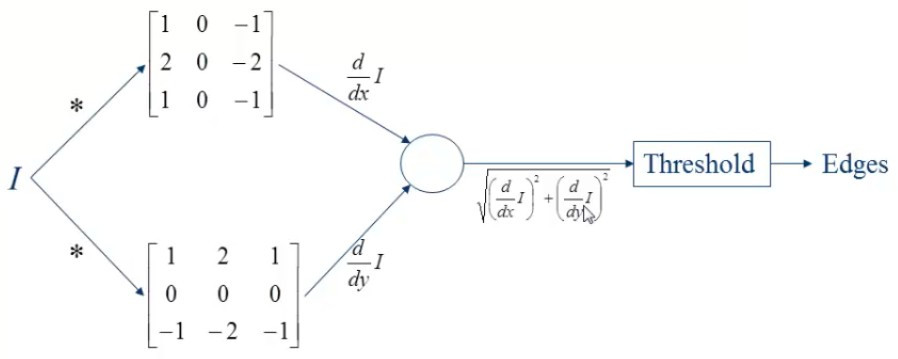 1 0 −1
2 0 −2
1 0 −1
d/dx I
*
I
√((d/dx I)² + (d/dy I)²)
Threshold
Edges
*
1 2 1
0 0 0
−1 −2 −1
d/dy I